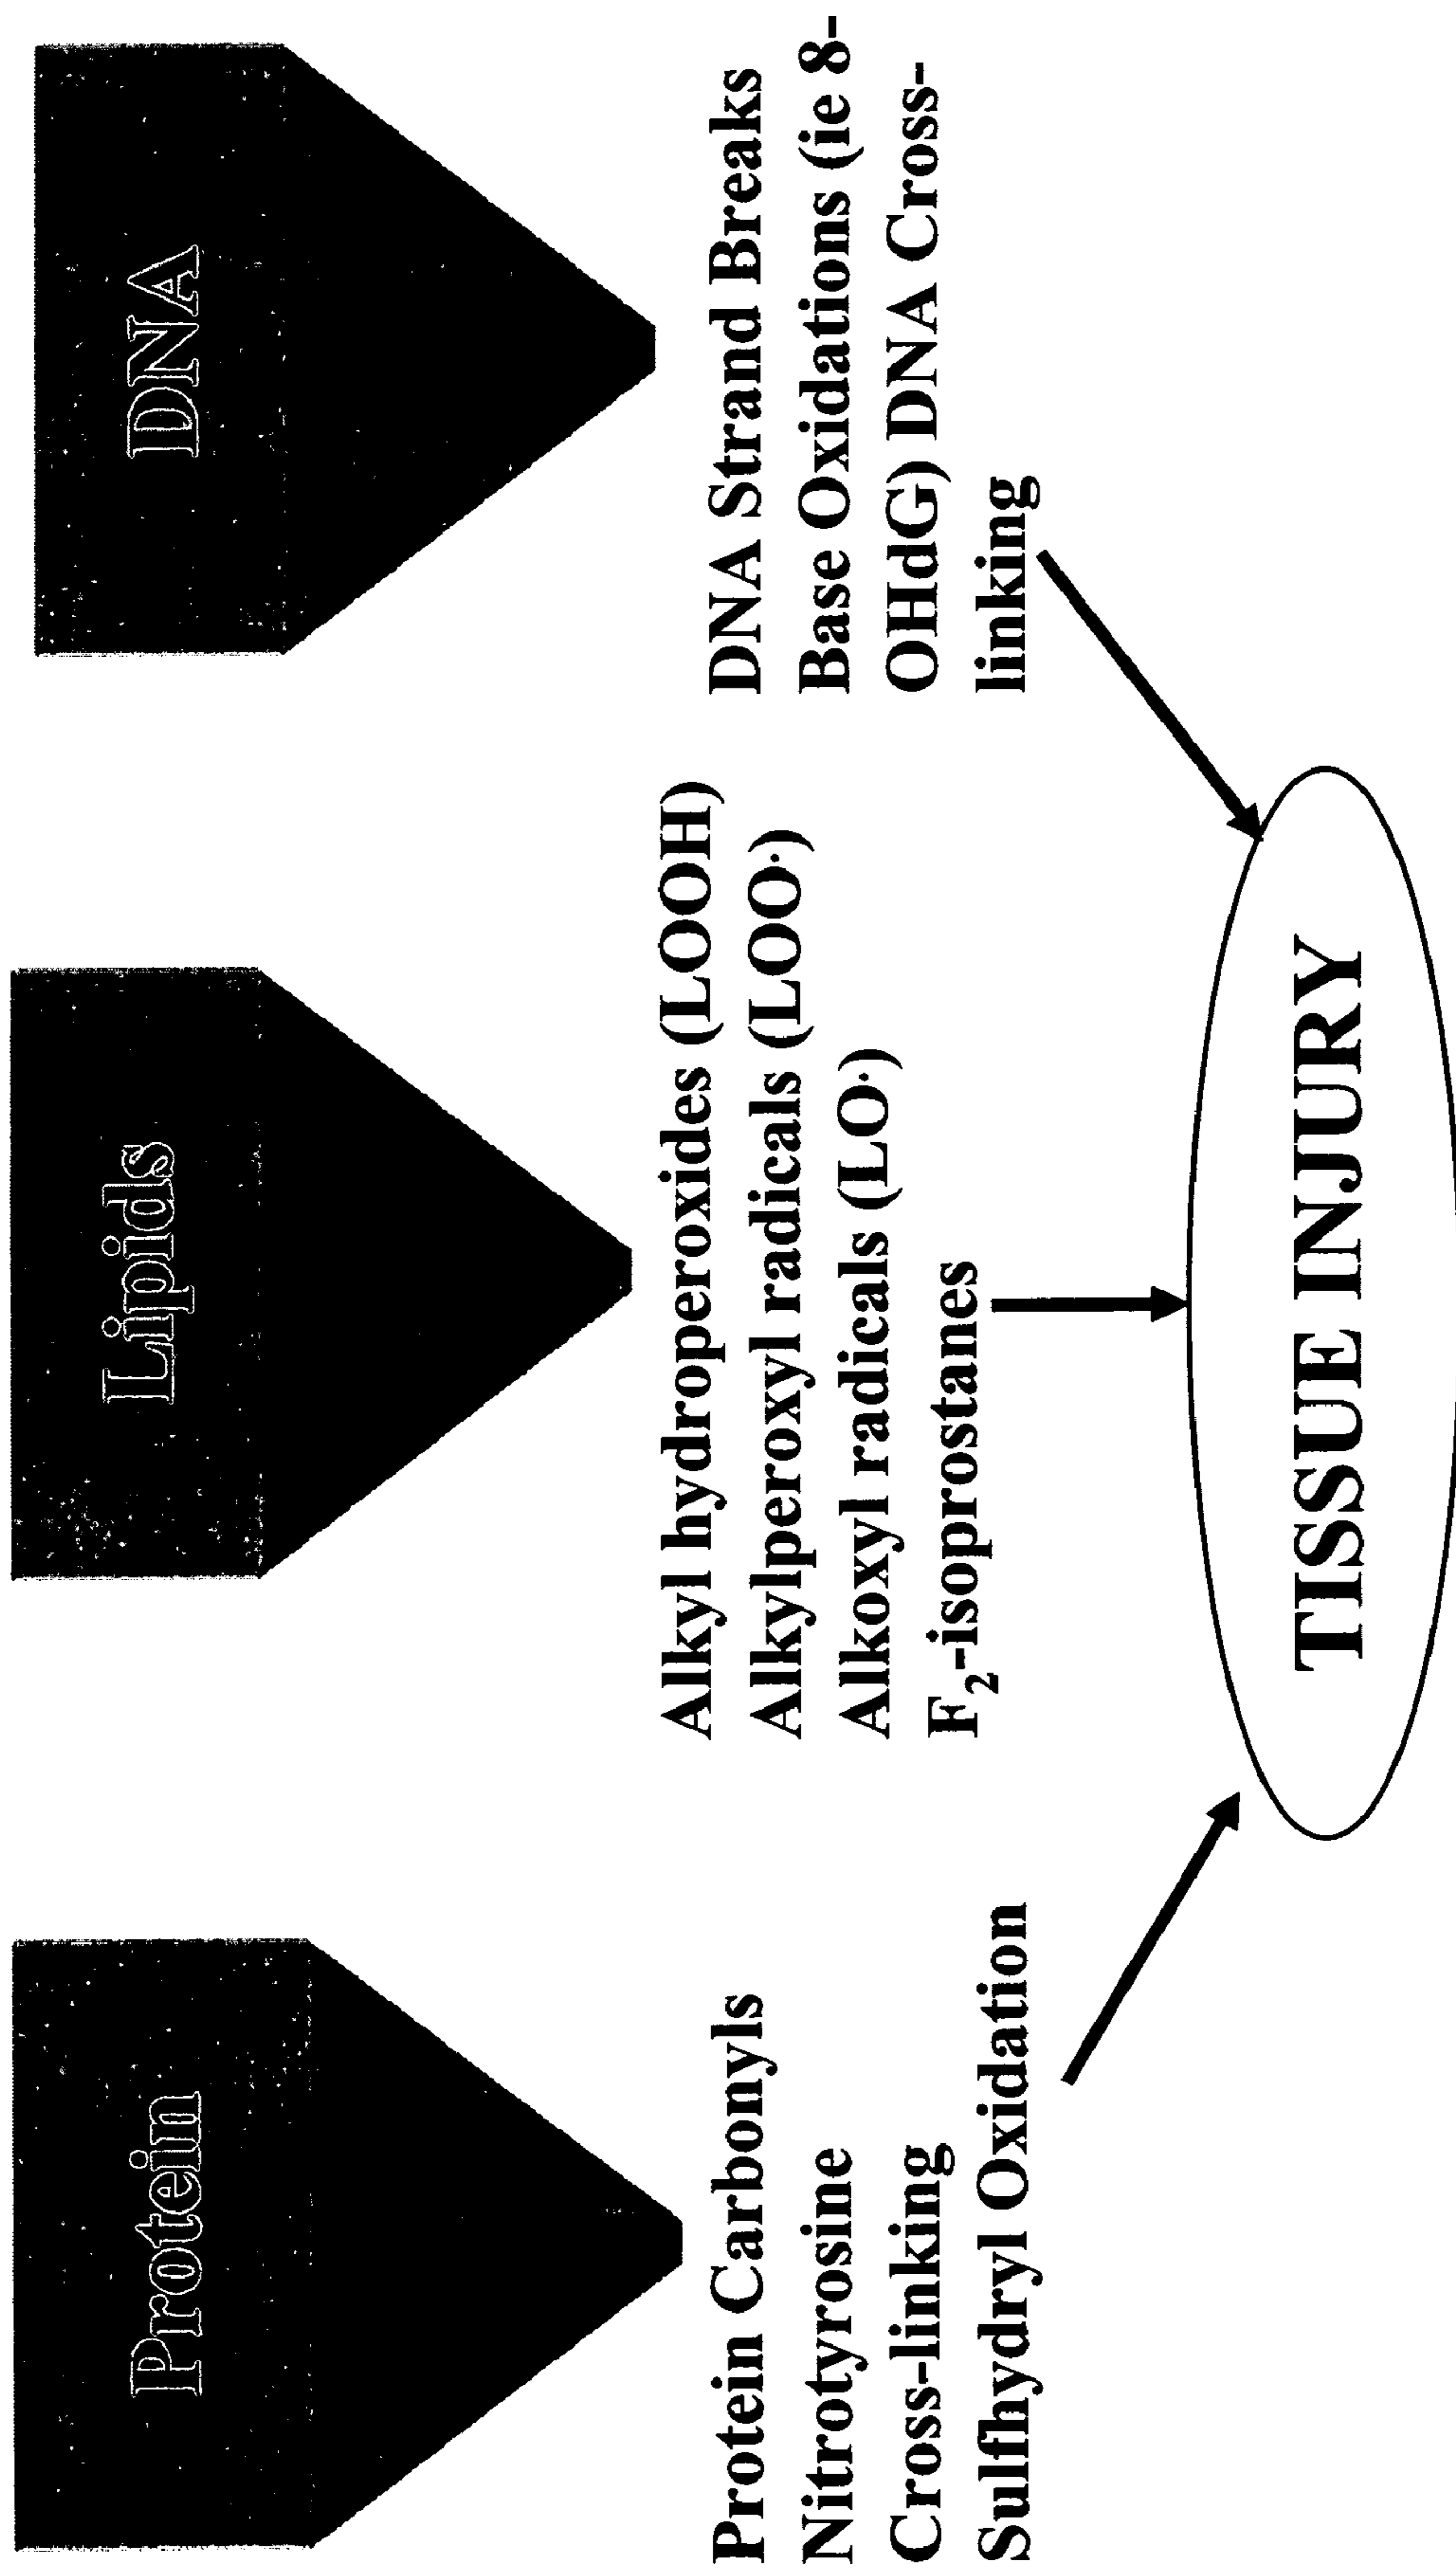 Protein
Protein Carbonyls
Nitrotyrosine
Cross-linking
Sulfhydryl Oxidation
Lipids
Alkyl hydroperoxides (LOOH)
Alkylperoxyl radicals (LOO·)
Alkoxyl radicals (LO·)
F₂-isoprostanes
DNA
DNA Strand Breaks
Base Oxidations (ie 8-
OHdG) DNA Cross-
linking
TISSUE INJURY